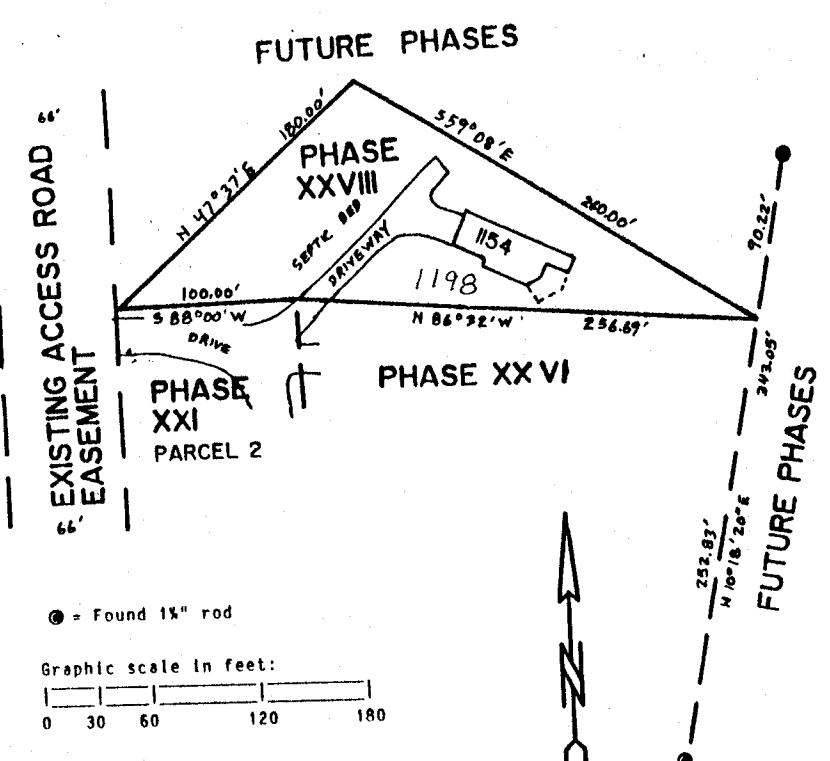 FUTURE PHASES
66'
EXISTING ACCESS ROAD
EASEMENT
66'
N 47°37'E
180.00'
S59°08'E
260.00'
PHASE
XXVIII
SEPTIC BED
DRIVEWAY
1154
1198
100.00'
S 88°00'W
N 86°32'W
256.69'
DRIVE
PHASE
XXI
PARCEL 2
PHASE XXVI
90.22'
343.05'
252.83'
N 10°18'20"E
FUTURE PHASES
N
= Found 1¼" rod
Graphic scale in feet:
0 30 60 120 180